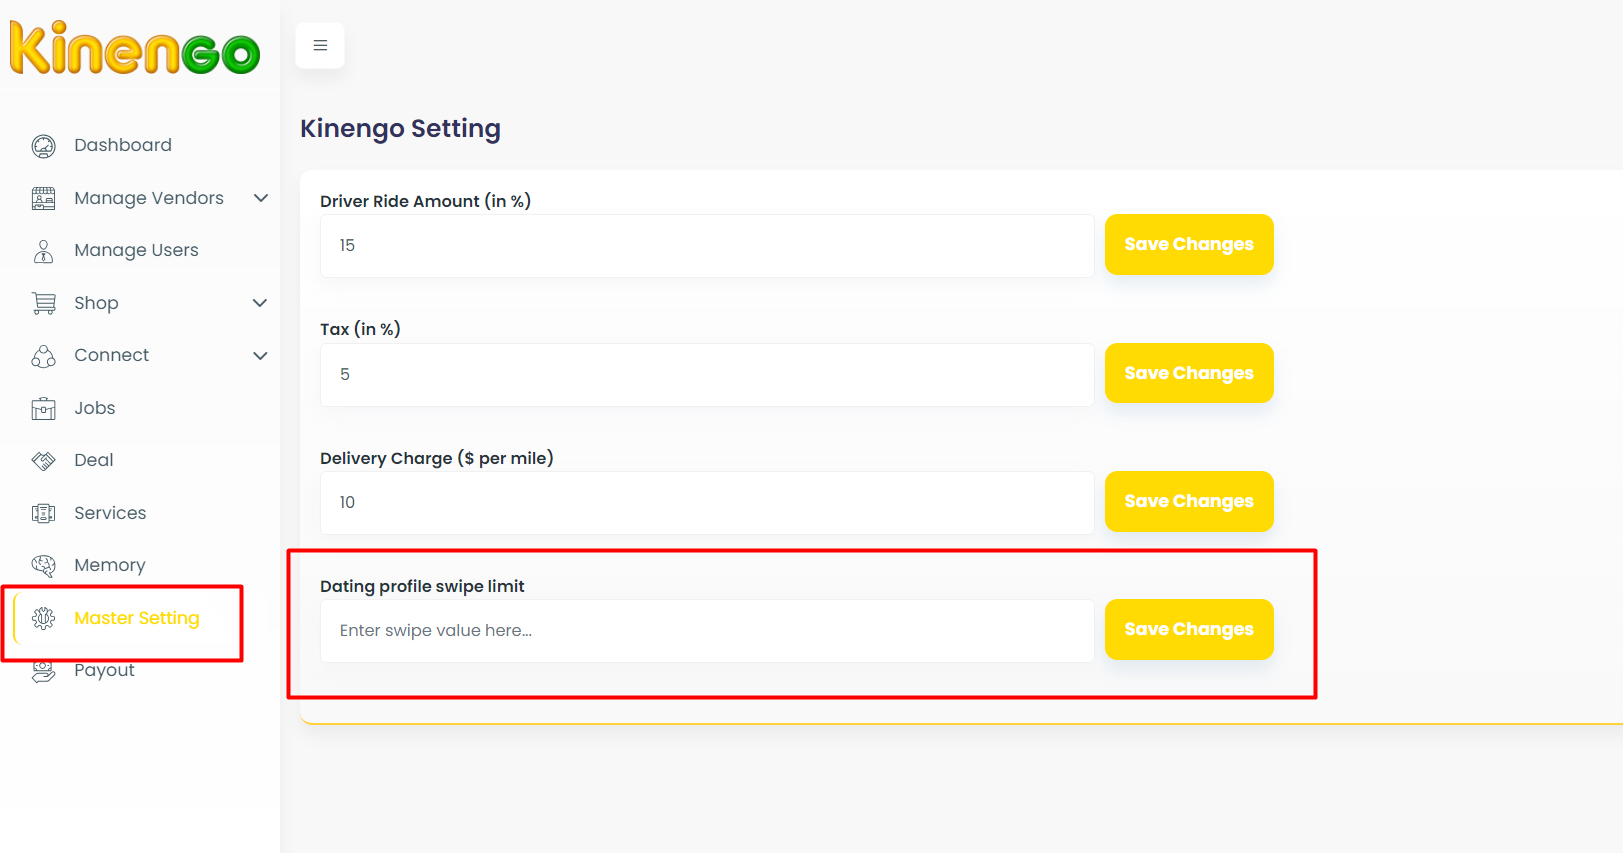 KinenGO
Dashboard
Manage Vendors
Manage Users
Shop
Connect
Jobs
Deal
Services
Memory
Master Setting
Payout
Kinengo Setting
Driver Ride Amount (in %)
15
Save Changes
Tax (in %)
5
Save Changes
Delivery Charge ($ per mile)
10
Save Changes
Dating profile swipe limit
Enter swipe value here...
Save Changes